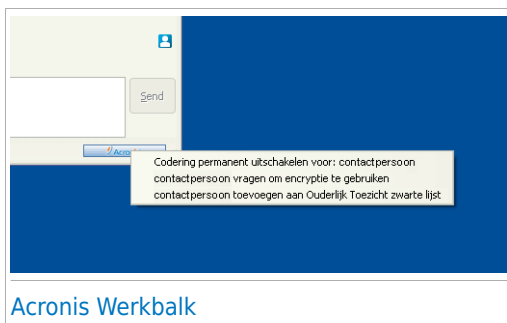 Send
Codering permanent uitschakelen voor: contactpersoon
contactpersoon vragen om encryptie te gebruiken
contactpersoon toevoegen aan Ouderlijk Toezicht zwarte lijst
Acronis Werkbalk